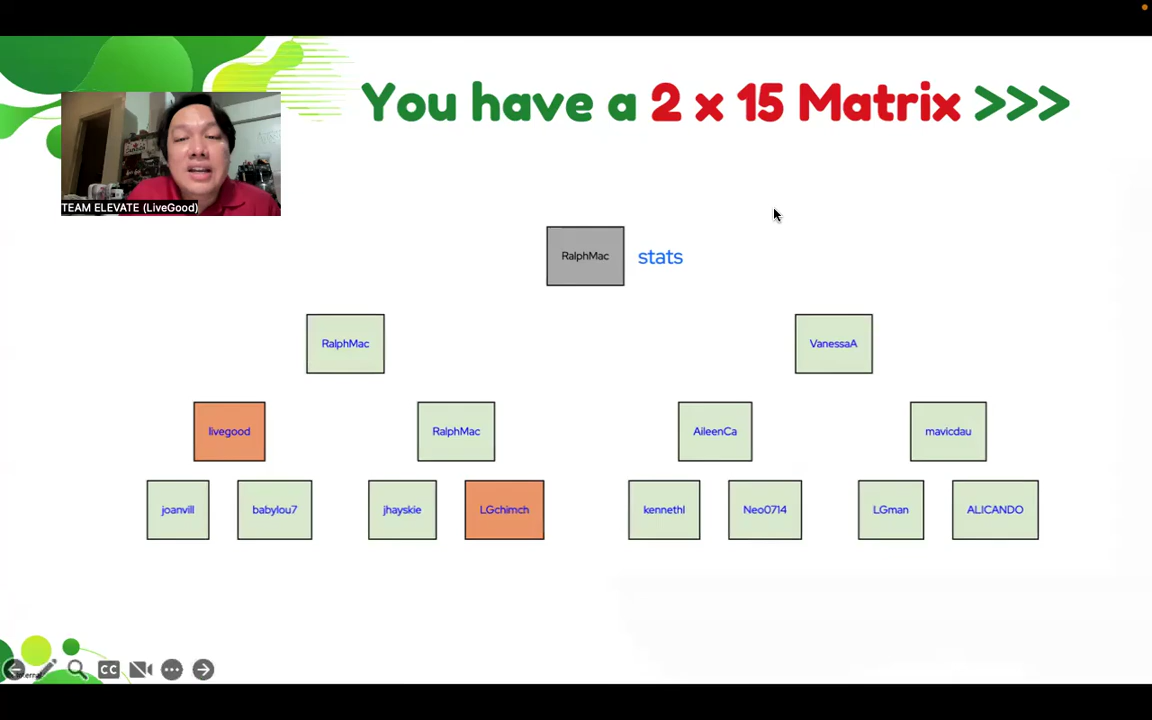 You have a 2 x 15 Matrix >>>
TEAM ELEVATE (LiveGood)
RalphMac
stats
RalphMac
VanessaA
livegood
RalphMac
AileenCa
mavicdau
joanvill
babylou7
jhayskie
LGchimch
kennethl
Neo0714
LGman
ALICANDO
CC